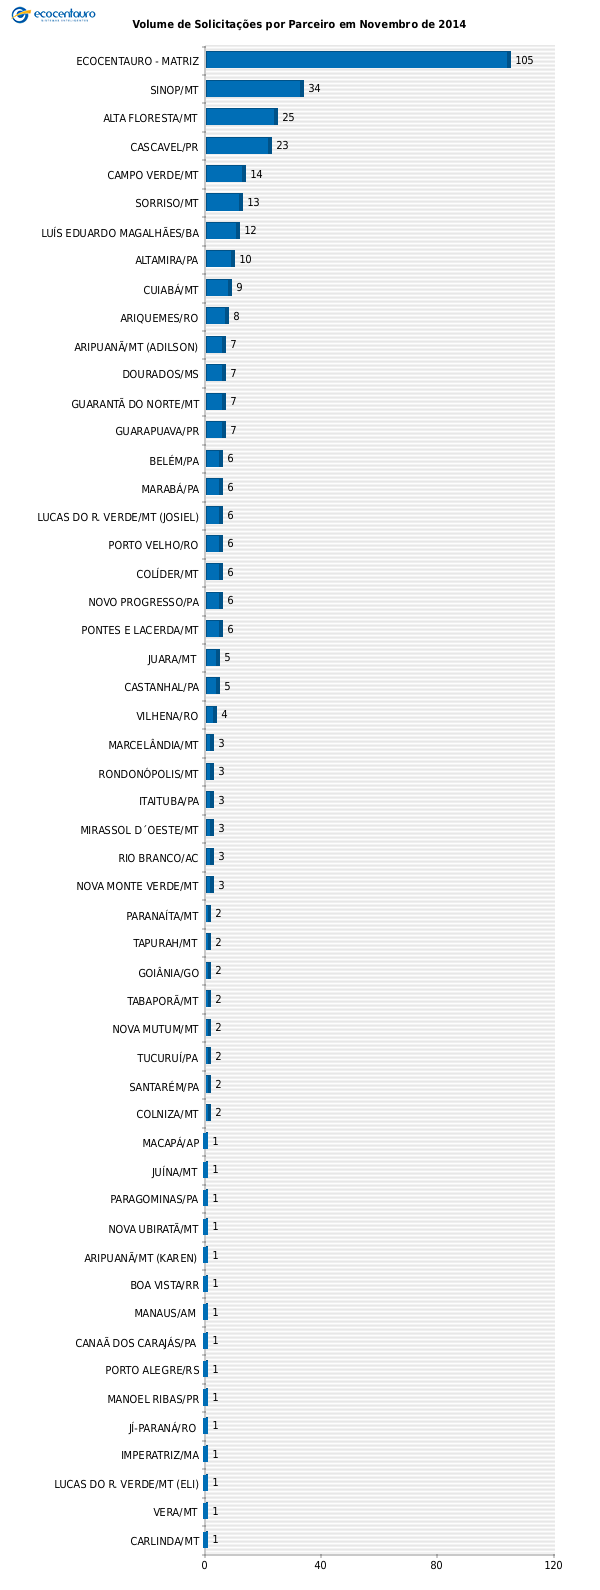 ecocentauro
Volume de Solicitações por Parceiro em Novembro de 2014
ECOCENTAURO - MATRIZ 105
SINOP/MT 34
ALTA FLORESTA/MT 25
CASCAVEL/PR 23
CAMPO VERDE/MT 14
SORRISO/MT 13
LUÍS EDUARDO MAGALHÃES/BA 12
ALTAMIRA/PA 10
CUIABÁ/MT 9
ARIQUEMES/RO 8
ARIPUANÃ/MT (ADILSON) 7
DOURADOS/MS 7
GUARANTÃ DO NORTE/MT 7
GUARAPUAVA/PR 7
BELÉM/PA 6
MARABÁ/PA 6
LUCAS DO R. VERDE/MT (JOSIEL) 6
PORTO VELHO/RO 6
COLÍDER/MT 6
NOVO PROGRESSO/PA 6
PONTES E LACERDA/MT 6
JUARA/MT 5
CASTANHAL/PA 5
VILHENA/RO 4
MARCELÂNDIA/MT 3
RONDONÓPOLIS/MT 3
ITAITUBA/PA 3
MIRASSOL D´OESTE/MT 3
RIO BRANCO/AC 3
NOVA MONTE VERDE/MT 3
PARANAÍTA/MT 2
TAPURAH/MT 2
GOIÂNIA/GO 2
TABAPORÃ/MT 2
NOVA MUTUM/MT 2
TUCURUÍ/PA 2
SANTARÉM/PA 2
COLNIZA/MT 2
MACAPÁ/AP 1
JUÍNA/MT 1
PARAGOMINAS/PA 1
NOVA UBIRATÃ/MT 1
ARIPUANÃ/MT (KAREN) 1
BOA VISTA/RR 1
MANAUS/AM 1
CANAÃ DOS CARAJÁS/PA 1
PORTO ALEGRE/RS 1
MANOEL RIBAS/PR 1
JÍ-PARANÁ/RO 1
IMPERATRIZ/MA 1
LUCAS DO R. VERDE/MT (ELI) 1
VERA/MT 1
CARLINDA/MT 1
0 40 80 120